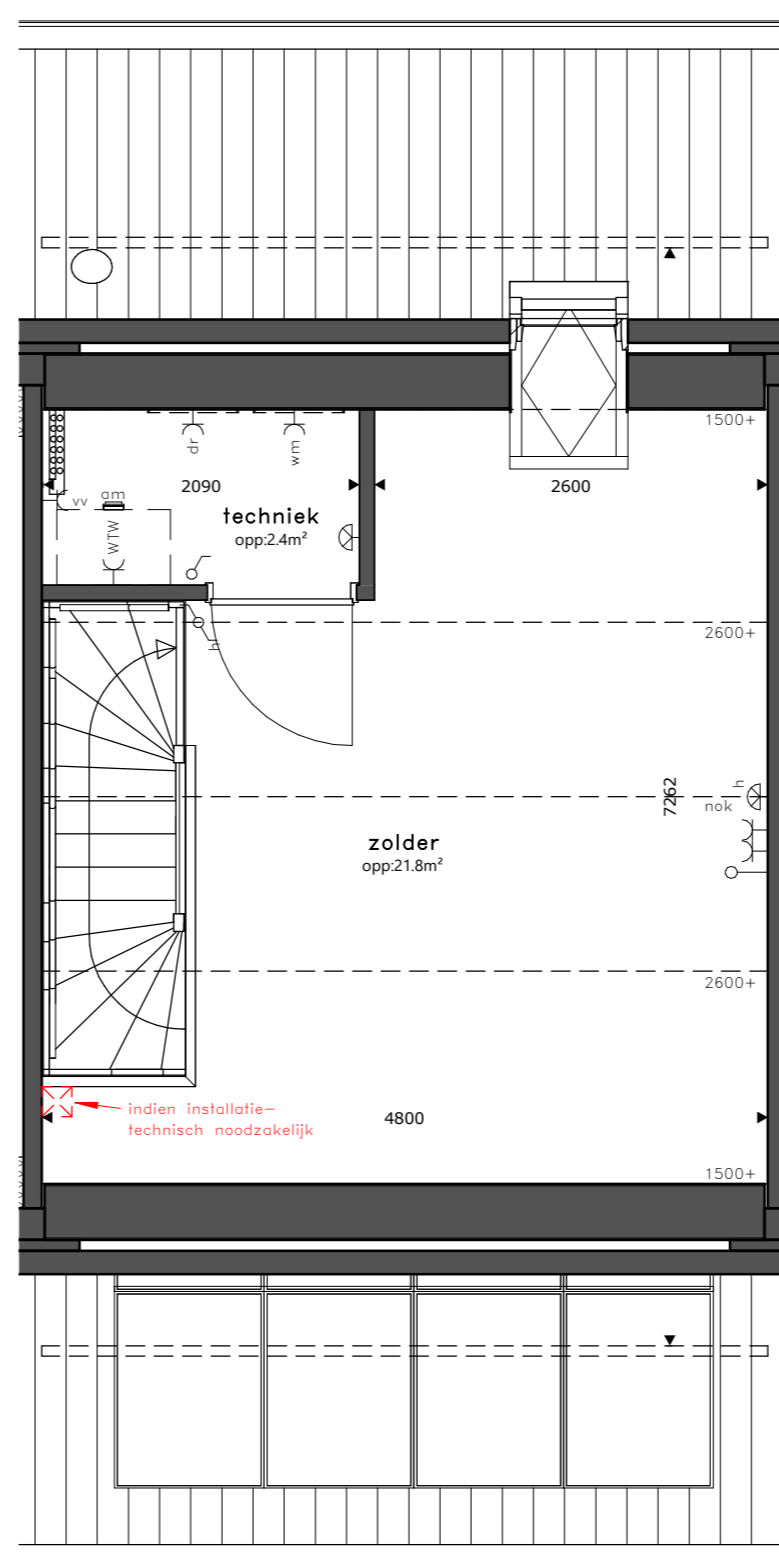 1500+
dr
wm
2090
2600
vv
am
techniek
opp:2.4m²
WTW
h
2600+
7262
h
nok
zolder
opp:21.8m²
2600+
indien installatie-
technisch noodzakelijk
4800
1500+